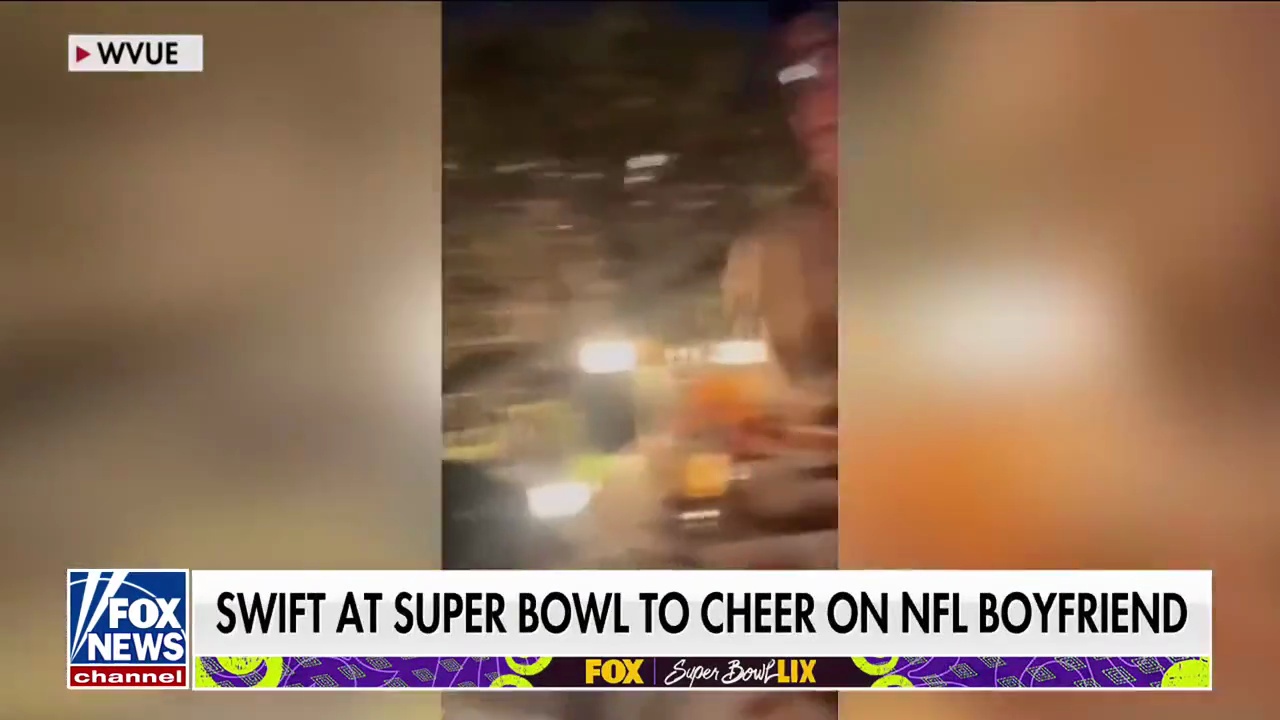 WVUE
FOX
NEWS
channel
SWIFT AT SUPER BOWL TO CHEER ON NFL BOYFRIEND
FOX Super Bowl LIX